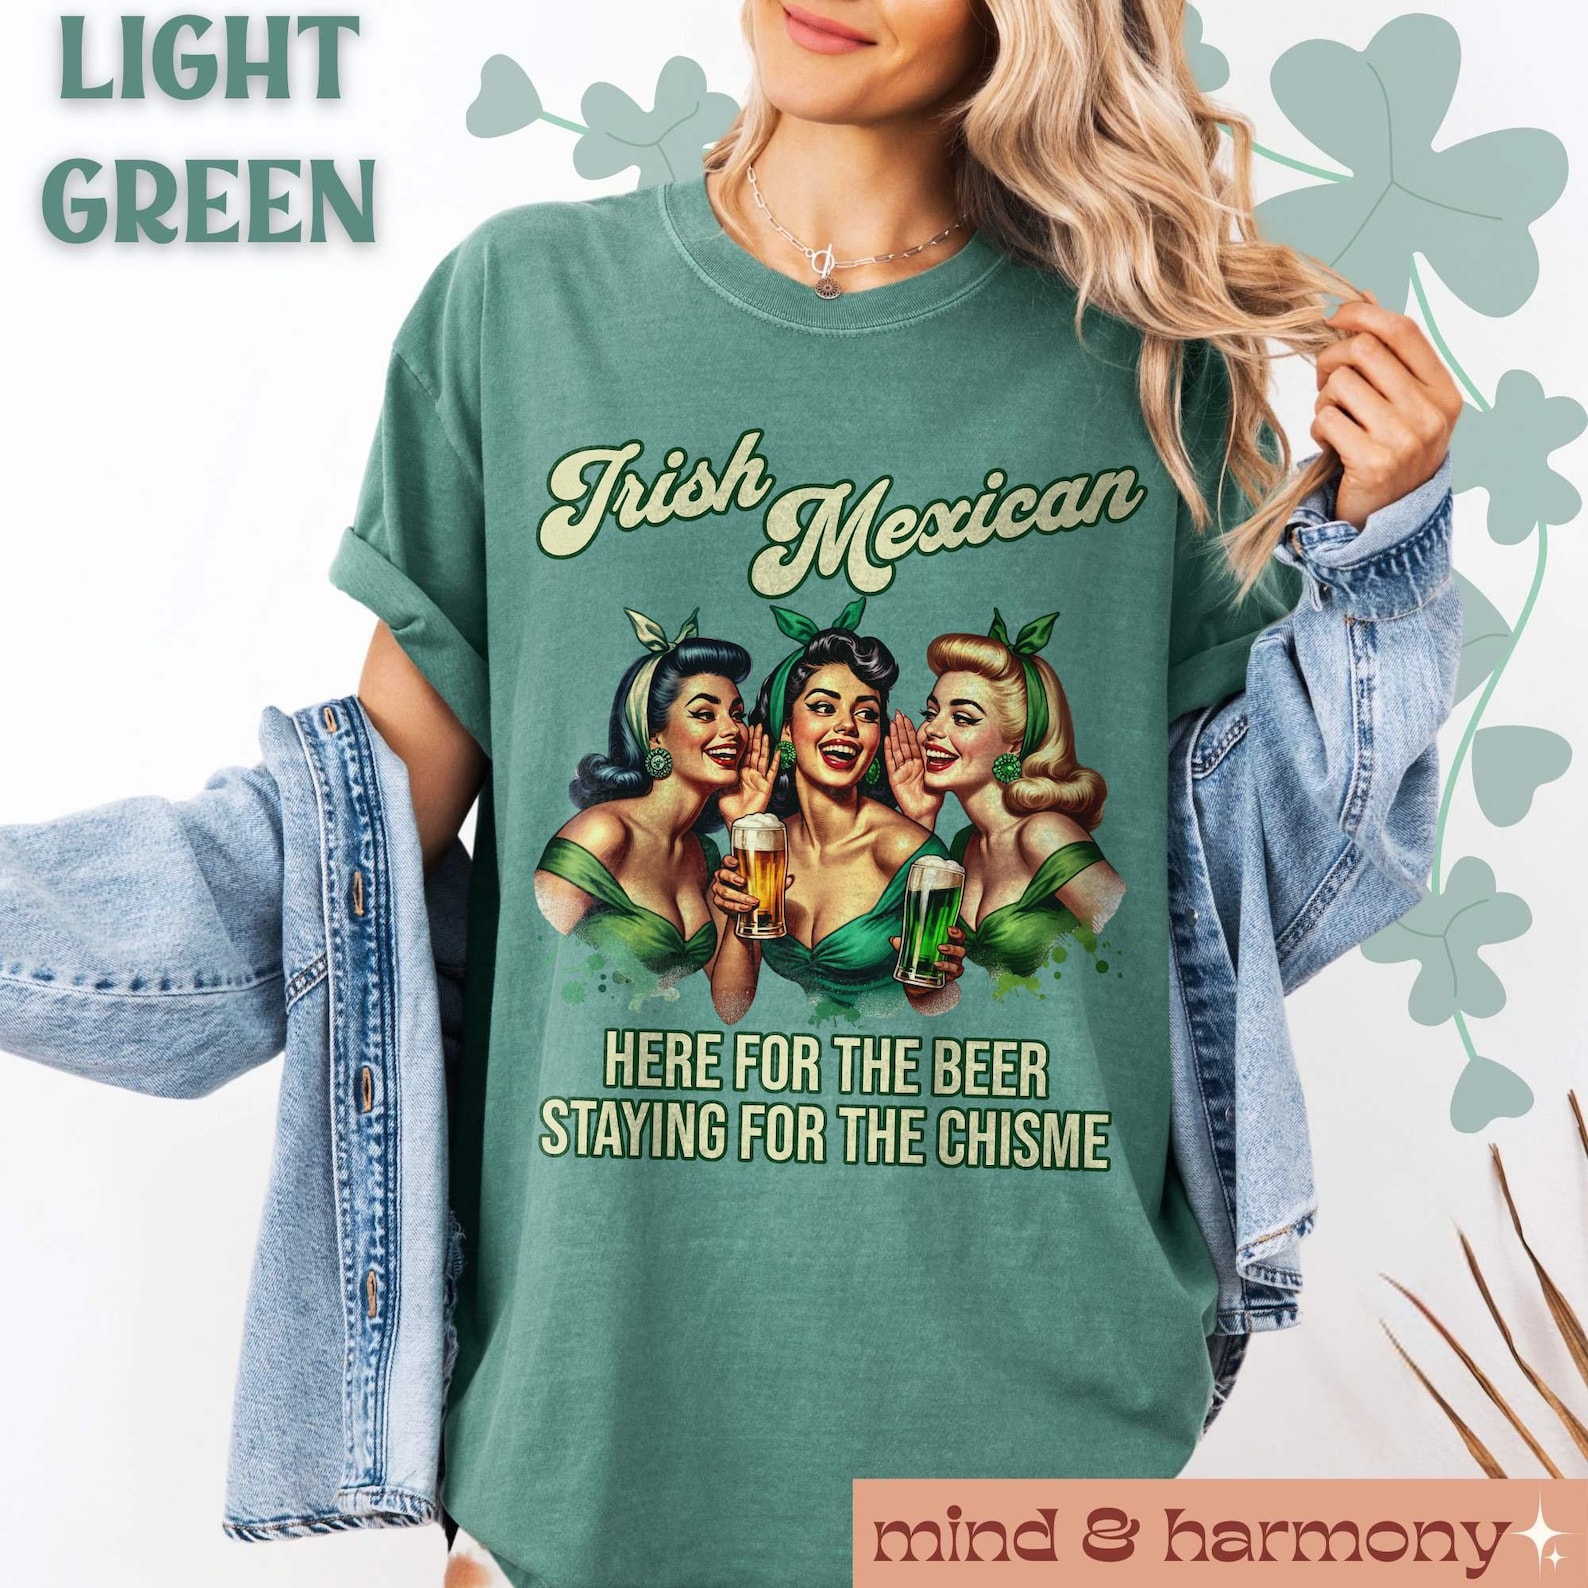 LIGHT
GREEN
Irish
Mexican
HERE FOR THE BEER
STAYING FOR THE CHISME
mind & harmony